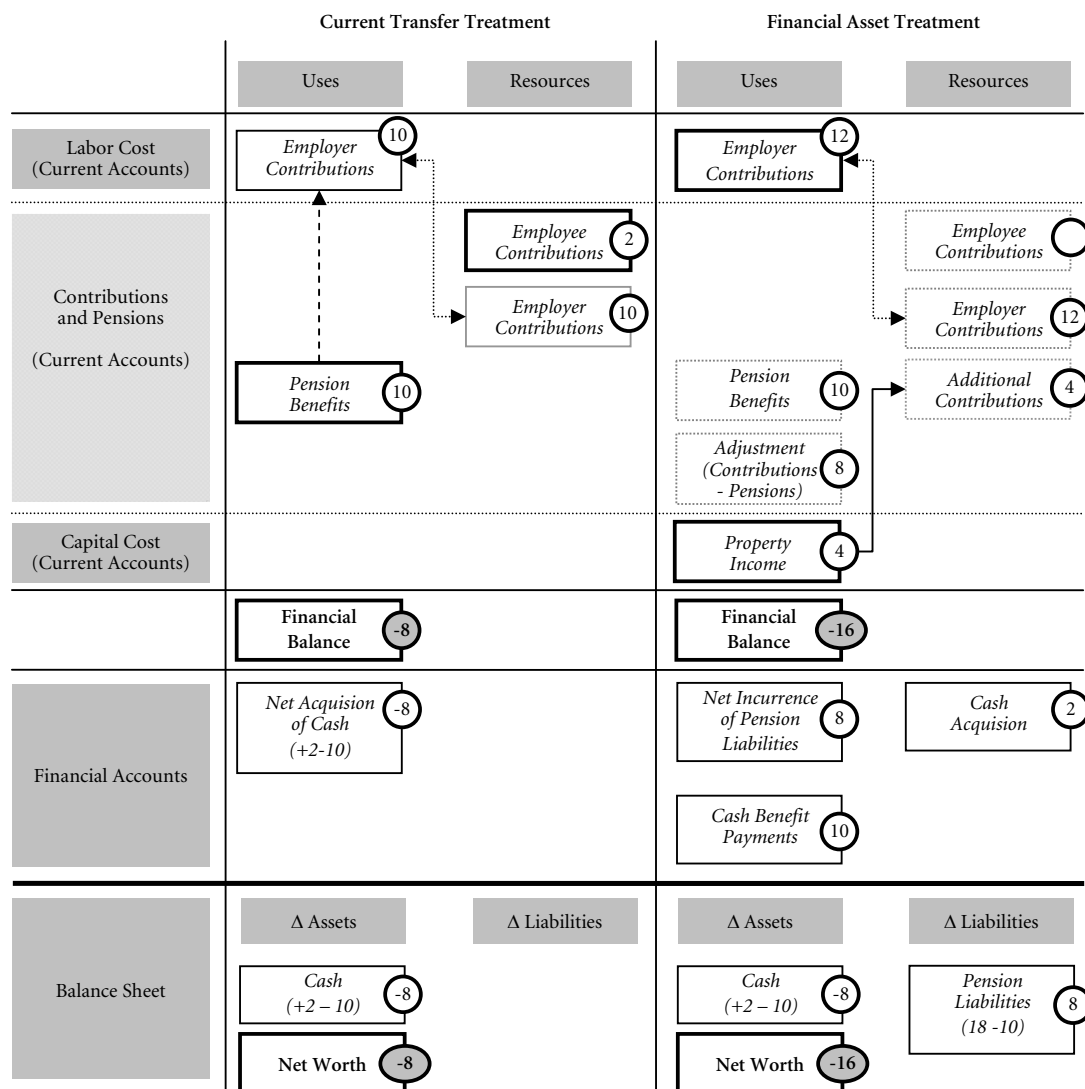 Current Transfer Treatment Financial Asset Treatment
Uses Resources Uses Resources
Labor Cost
(Current Accounts)
Employer
Contributions
10
Employer
Contributions
12
Contributions
and Pensions
(Current Accounts)
Employee
Contributions
2
Employee
Contributions
Employer
Contributions
10
Employer
Contributions
12
Pension
Benefits
10
Pension
Benefits
10
Additional
Contributions
4
Adjustment
(Contributions
- Pensions)
8
Capital Cost
(Current Accounts)
Property
Income
4
Financial
Balance
-8
Financial
Balance
-16
Financial Accounts
Net Acquision
of Cash
(+2-10)
-8
Net Incurrence
of Pension
Liabilities
8
Cash
Acquision
2
Cash Benefit
Payments
10
Balance Sheet
Δ Assets Δ Liabilities Δ Assets Δ Liabilities
Cash
(+2 – 10)
-8
Cash
(+2 – 10)
-8
Pension
Liabilities
(18 -10)
8
Net Worth
-8
Net Worth
-16